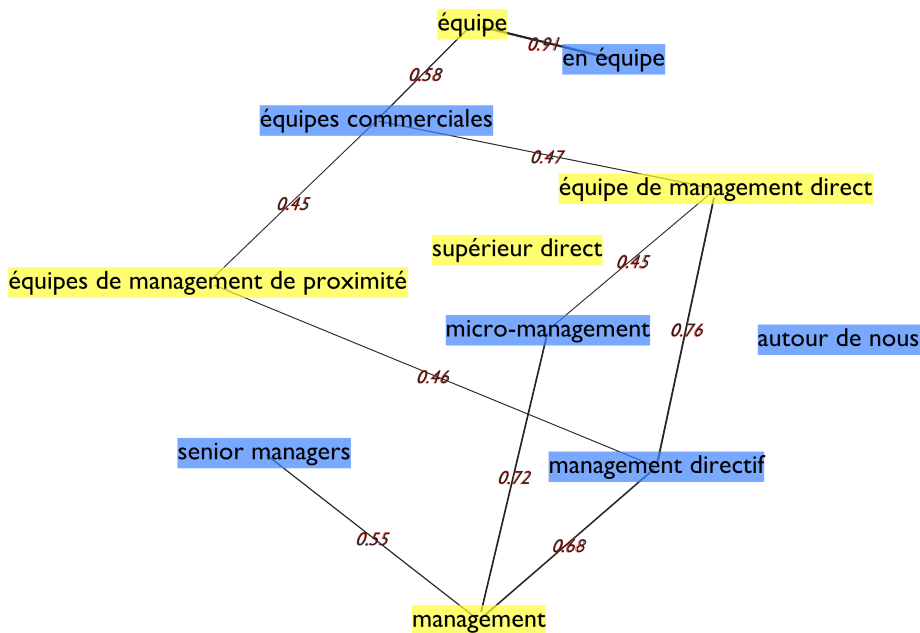 équipe
0.91
en équipe
0.58
équipes commerciales
0.47
équipe de management direct
0.45
supérieur direct
0.45
équipes de management de proximité
micro-management
0.76
autour de nous
0.46
senior managers
management directif
0.72
0.55
0.68
management